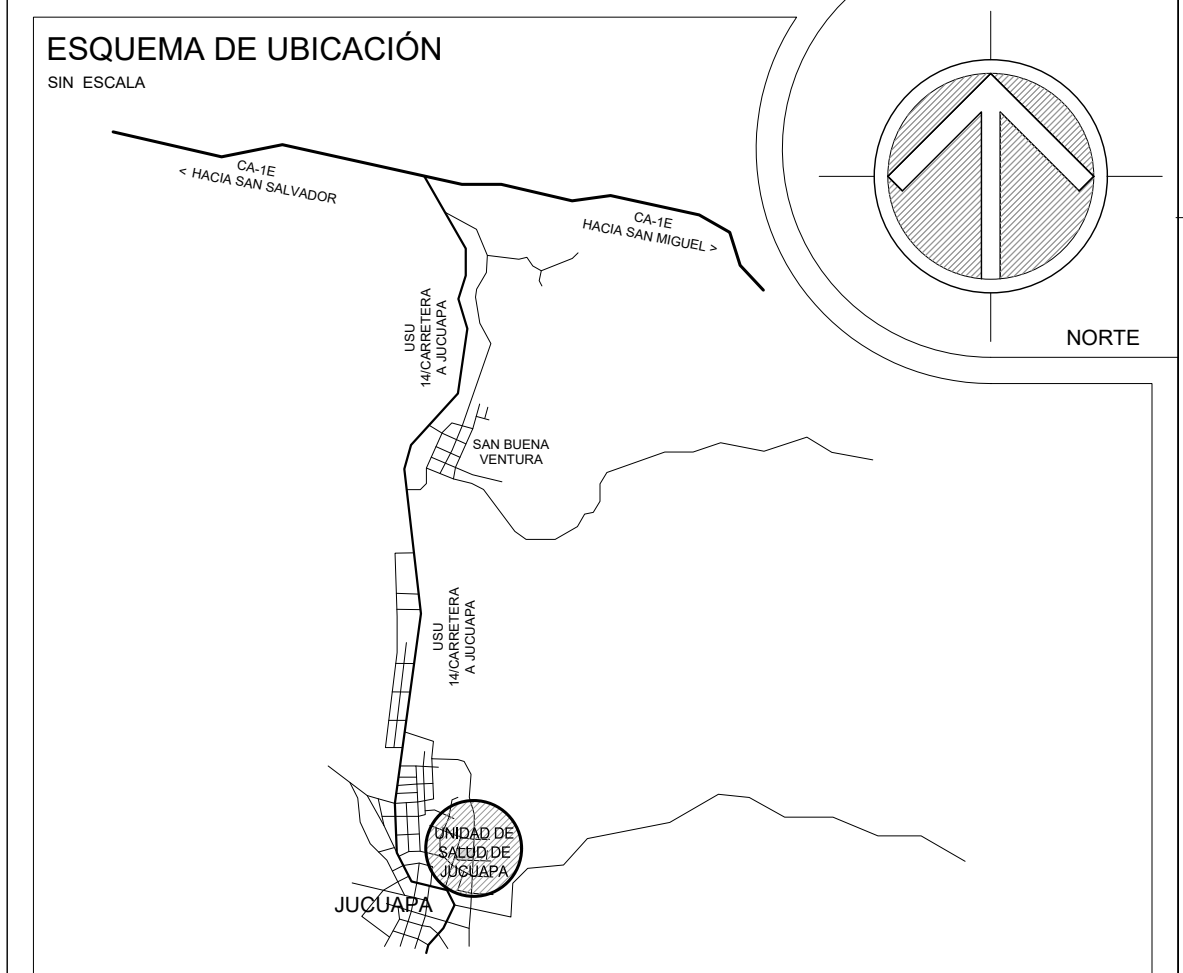 ESQUEMA DE UBICACIÓN
SIN ESCALA
CA-1E
< HACIA SAN SALVADOR
CA-1E
HACIA SAN MIGUEL >
NORTE
USU
14/CARRETERA
A JUCUAPA
SAN BUENA
VENTURA
USU
14/CARRETERA
A JUCUAPA
UNIDAD DE
SALUD DE
JUCUAPA
JUCUAPA